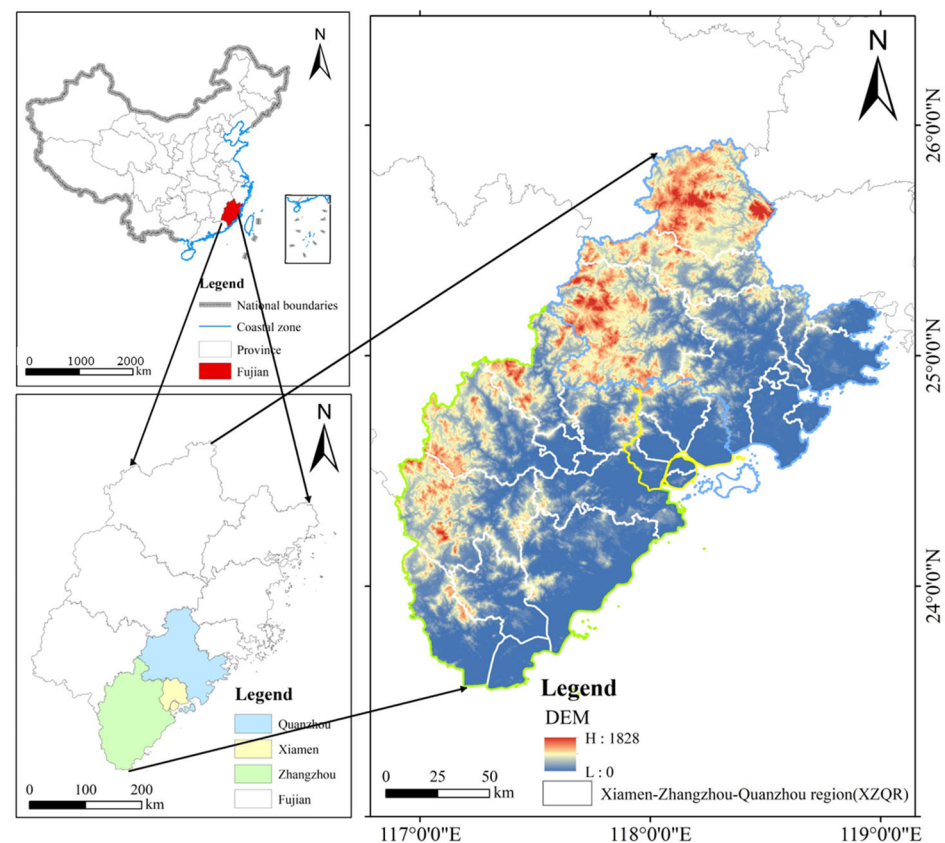 N
Legend
National boundaries
Coastal zone
Province
Fujian
0 1000 2000
km
N
Legend
Quanzhou
Xiamen
Zhangzhou
Fujian
0 100 200
km
N
26°0'0"N
25°0'0"N
24°0'0"N
Legend
DEM
H : 1828
L : 0
Xiamen-Zhangzhou-Quanzhou region(XZQR)
0 25 50
km
117°0'0"E 118°0'0"E 119°0'0"E